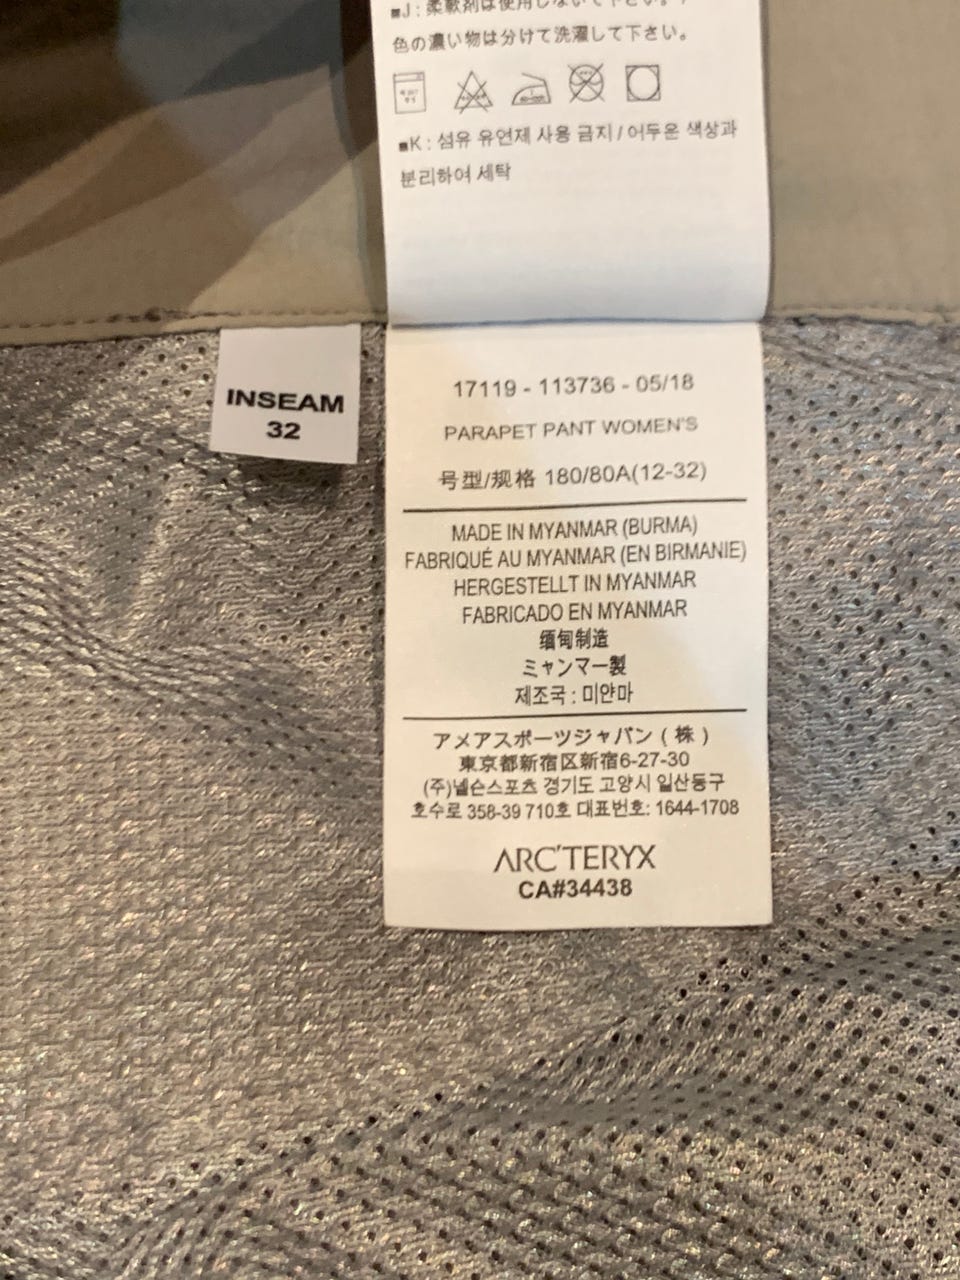 ■J : 柔軟剤は使用しないで下さい。
色の濃い物は分けて洗濯して下さい。
■K : 섬유 유연제 사용 금지 / 어두운 색상과
분리하여 세탁
INSEAM
32
17119 - 113736 - 05/18
PARAPET PANT WOMEN'S
号型/规格 180/80A(12-32)
MADE IN MYANMAR (BURMA)
FABRIQUÉ AU MYANMAR (EN BIRMANIE)
HERGESTELLT IN MYANMAR
FABRICADO EN MYANMAR
缅甸制造
ミャンマー製
제조국 : 미얀마
アメアスポーツジャパン ( 株 )
東京都新宿区新宿6-27-30
(주)넬슨스포츠 경기도 고양시 일산동구
호수로 358-39 710호 대표번호: 1644-1708
ARC'TERYX
CA#34438